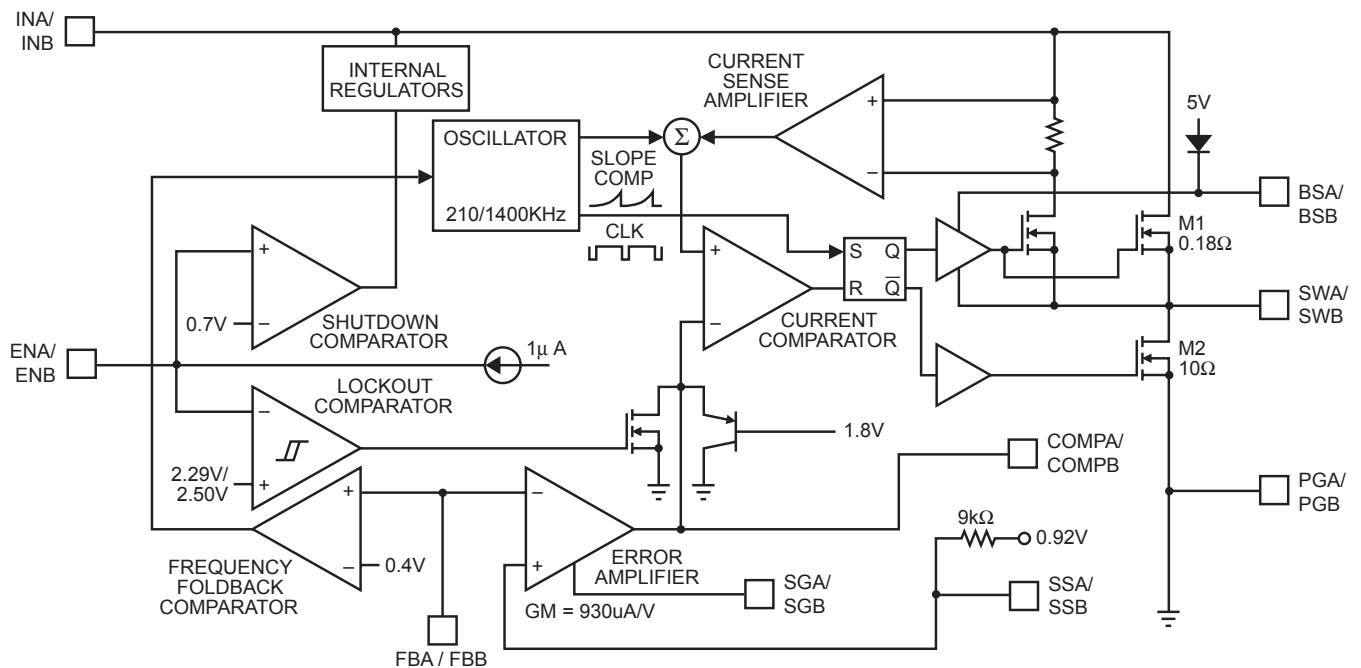 INA/
INB
INTERNAL
REGULATORS
CURRENT
SENSE
AMPLIFIER
+
−
5V
OSCILLATOR
210/1400KHz
Σ
SLOPE
COMP
CLK
BSA/
BSB
M1
0.18Ω
+
−
0.7V
SHUTDOWN
COMPARATOR
+
−
CURRENT
COMPARATOR
S Q
R Q̅
SWA/
SWB
M2
10Ω
ENA/
ENB
1µ A
LOCKOUT
COMPARATOR
−
+
2.29V/
2.50V
1.8V
COMPA/
COMPB
PGA/
PGB
+
−
0.4V
FREQUENCY
FOLDBACK
COMPARATOR
−
+
ERROR
AMPLIFIER
GM = 930uA/V
9kΩ
0.92V
SGA/
SGB
SSA/
SSB
FBA / FBB